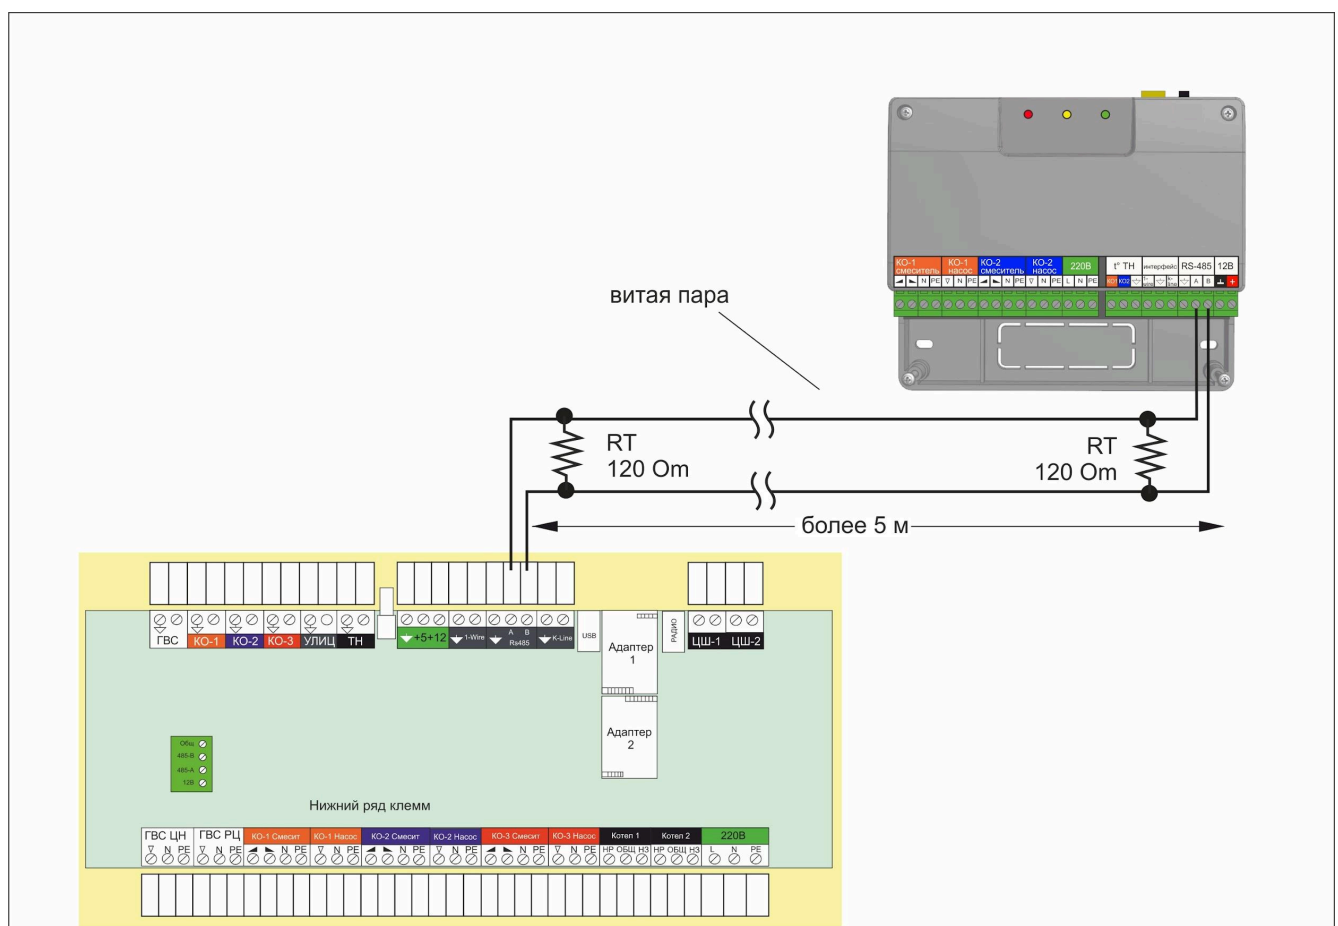 КО-1 смеситель
КО-1 насос
КО-2 смеситель
КО-2 насос
220В
t° ТН
интерфейс
RS-485
12В
N PE
N PE
N PE
N PE
L N PE
КО1 КО2
A B
+
витая пара
RT
120 Om
RT
120 Om
более 5 м
ГВС
КО-1
КО-2
КО-3
УЛИЦ
ТН
+5+12
1-Wire
A B
Rs485
K-Line
USB
Адаптер
1
РАДИО
ЦШ-1
ЦШ-2
Адаптер
2
Общ
485-B
485-A
12В
Нижний ряд клемм
ГВС ЦН
ГВС РЦ
КО-1 Смесит
КО-1 Насос
КО-2 Смесит
КО-2 Насос
КО-3 Смесит
КО-3 Насос
Котел 1
Котел 2
220В
N PE
N PE
N PE
N PE
N PE
N PE
N PE
N PE
НР ОБЩ НЗ
НР ОБЩ НЗ
L N PE